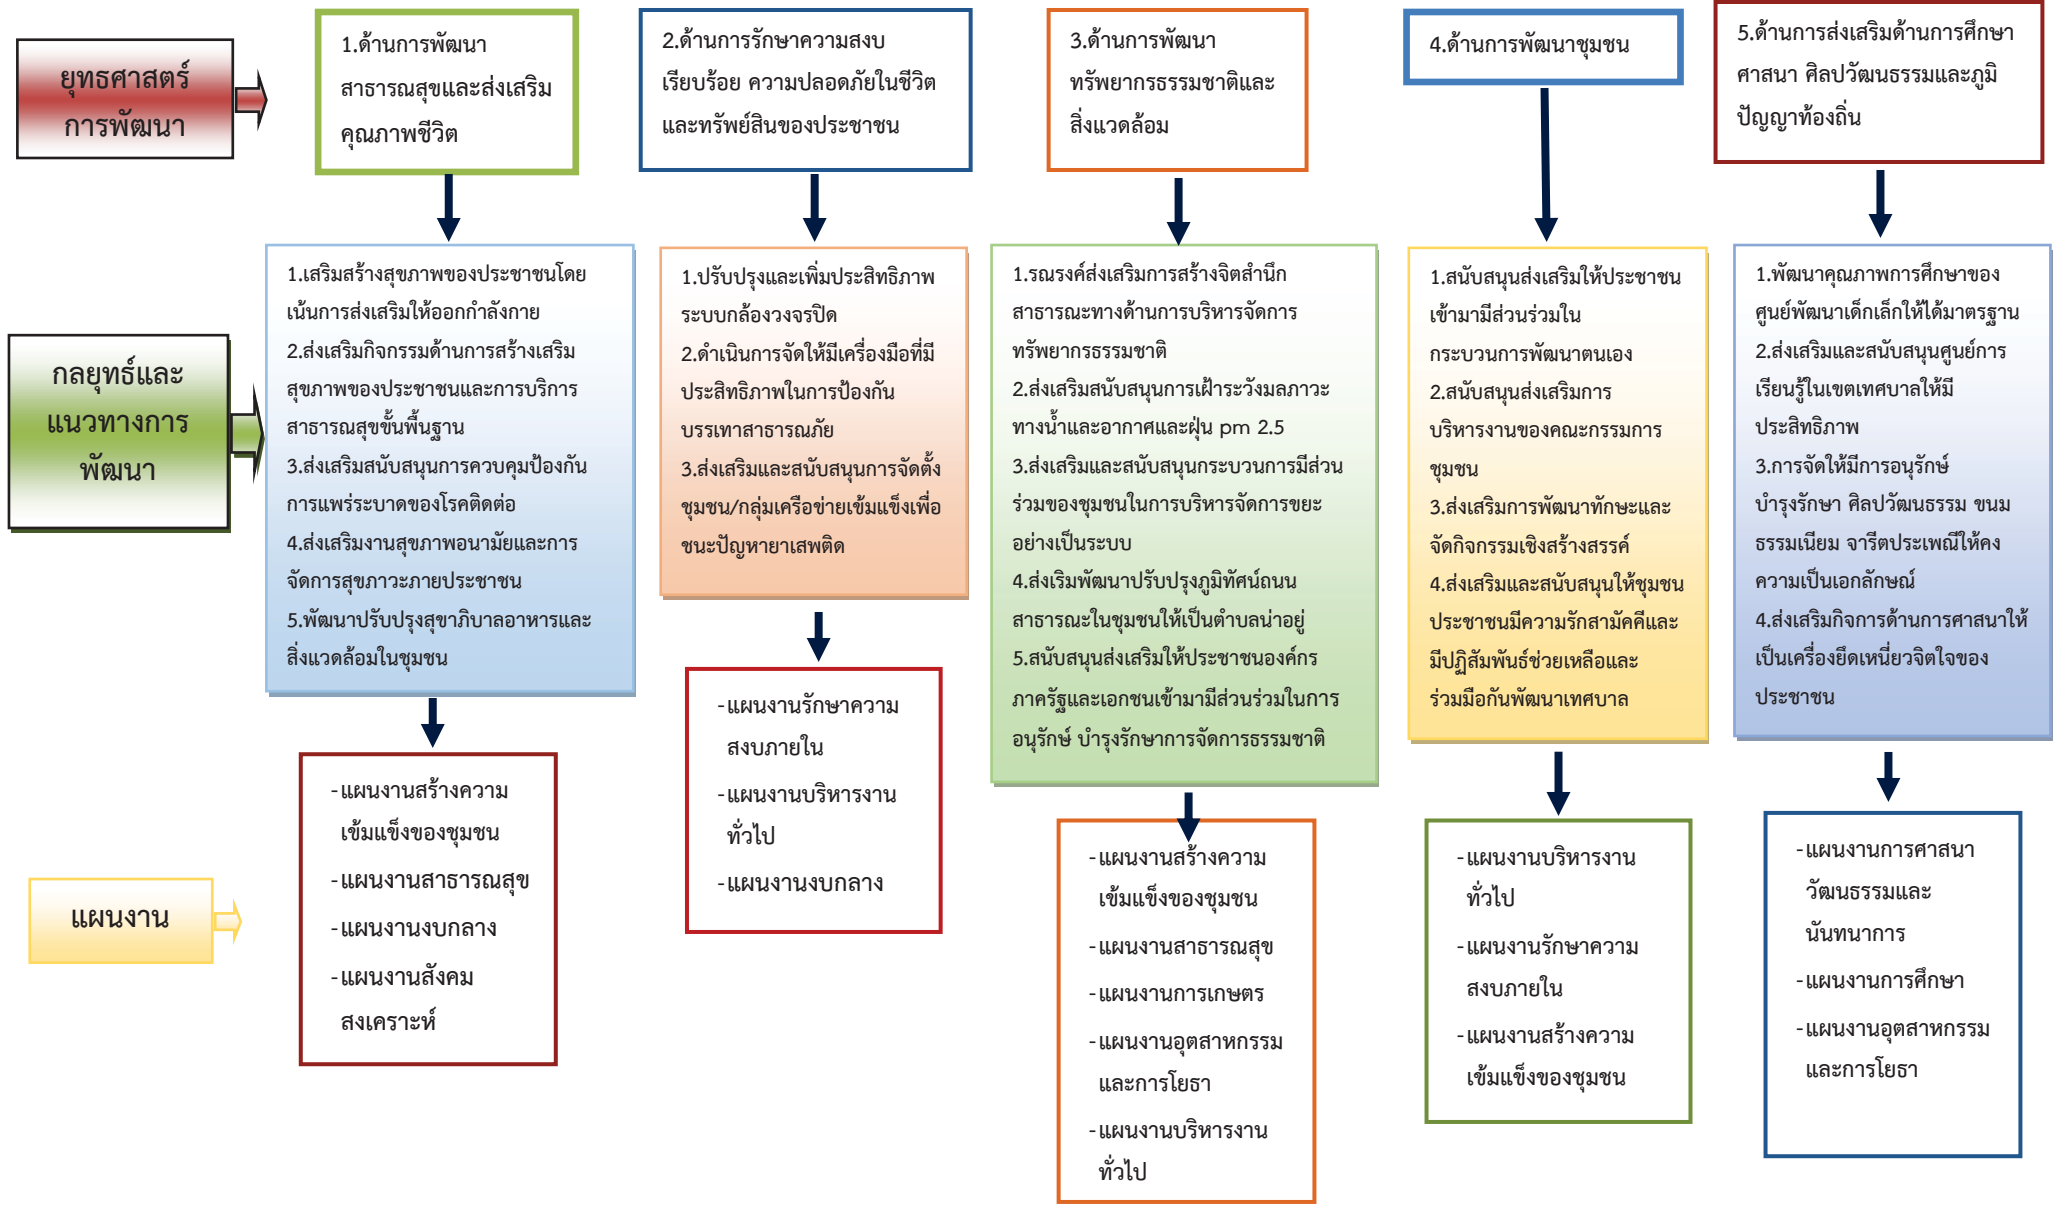 ยุทธศาสตร์
การพัฒนา
1.ด้านการพัฒนา
สาธารณสุขและส่งเสริม
คุณภาพชีวิต
2.ด้านการรักษาความสงบ
เรียบร้อย ความปลอดภัยในชีวิต
และทรัพย์สินของประชาชน
3.ด้านการพัฒนา
ทรัพยากรธรรมชาติและ
สิ่งแวดล้อม
4.ด้านการพัฒนาชุมชน
5.ด้านการส่งเสริมด้านการศึกษา
ศาสนา ศิลปวัฒนธรรมและภูมิ
ปัญญาท้องถิ่น
กลยุทธ์และ
แนวทางการ
พัฒนา
1.เสริมสร้างสุขภาพของประชาชนโดย
เน้นการส่งเสริมให้ออกกำลังกาย
2.ส่งเสริมกิจกรรมด้านการสร้างเสริม
สุขภาพของประชาชนและการบริการ
สาธารณสุขขั้นพื้นฐาน
3.ส่งเสริมสนับสนุนการควบคุมป้องกัน
การแพร่ระบาดของโรคติดต่อ
4.ส่งเสริมงานสุขภาพอนามัยและการ
จัดการสุขภาวะภายประชาชน
5.พัฒนาปรับปรุงสุขาภิบาลอาหารและ
สิ่งแวดล้อมในชุมชน
1.ปรับปรุงและเพิ่มประสิทธิภาพ
ระบบกล้องวงจรปิด
2.ดำเนินการจัดให้มีเครื่องมือที่มี
ประสิทธิภาพในการป้องกัน
บรรเทาสาธารณภัย
3.ส่งเสริมและสนับสนุนการจัดตั้ง
ชุมชน/กลุ่มเครือข่ายเข้มแข็งเพื่อ
ชนะปัญหายาเสพติด
1.รณรงค์ส่งเสริมการสร้างจิตสำนึก
สาธารณะทางด้านการบริหารจัดการ
ทรัพยากรธรรมชาติ
2.ส่งเสริมสนับสนุนการเฝ้าระวังมลภาวะ
ทางน้ำและอากาศและฝุ่น pm 2.5
3.ส่งเสริมและสนับสนุนกระบวนการมีส่วน
ร่วมของชุมชนในการบริหารจัดการขยะ
อย่างเป็นระบบ
4.ส่งเริมพัฒนาปรับปรุงภูมิทัศน์ถนน
สาธารณะในชุมชนให้เป็นตำบลน่าอยู่
5.สนับสนุนส่งเสริมให้ประชาชนองค์กร
ภาครัฐและเอกชนเข้ามามีส่วนร่วมในการ
อนุรักษ์ บำรุงรักษาการจัดการธรรมชาติ
1.สนับสนุนส่งเสริมให้ประชาชน
เข้ามามีส่วนร่วมใน
กระบวนการพัฒนาตนเอง
2.สนับสนุนส่งเสริมการ
บริหารงานของคณะกรรมการ
ชุมชน
3.ส่งเสริมการพัฒนาทักษะและ
จัดกิจกรรมเชิงสร้างสรรค์
4.ส่งเสริมและสนับสนุนให้ชุมชน
ประชาชนมีความรักสามัคคีและ
มีปฏิสัมพันธ์ช่วยเหลือและ
ร่วมมือกันพัฒนาเทศบาล
1.พัฒนาคุณภาพการศึกษาของ
ศูนย์พัฒนาเด็กเล็กให้ได้มาตรฐาน
2.ส่งเสริมและสนับสนุนศูนย์การ
เรียนรู้ในเขตเทศบาลให้มี
ประสิทธิภาพ
3.การจัดให้มีการอนุรักษ์
บำรุงรักษา ศิลปวัฒนธรรม ขนม
ธรรมเนียม จารีตประเพณีให้คง
ความเป็นเอกลักษณ์
4.ส่งเสริมกิจการด้านการศาสนาให้
เป็นเครื่องยึดเหนี่ยวจิตใจของ
ประชาชน
แผนงาน
-แผนงานสร้างความ
เข้มแข็งของชุมชน
-แผนงานสาธารณสุข
-แผนงานงบกลาง
-แผนงานสังคม
สงเคราะห์
-แผนงานรักษาความ
สงบภายใน
-แผนงานบริหารงาน
ทั่วไป
-แผนงานงบกลาง
-แผนงานสร้างความ
เข้มแข็งของชุมชน
-แผนงานสาธารณสุข
-แผนงานการเกษตร
-แผนงานอุตสาหกรรม
และการโยธา
-แผนงานบริหารงาน
ทั่วไป
-แผนงานบริหารงาน
ทั่วไป
-แผนงานรักษาความ
สงบภายใน
-แผนงานสร้างความ
เข้มแข็งของชุมชน
-แผนงานการศาสนา
วัฒนธรรมและ
นันทนาการ
-แผนงานการศึกษา
-แผนงานอุตสาหกรรม
และการโยธา